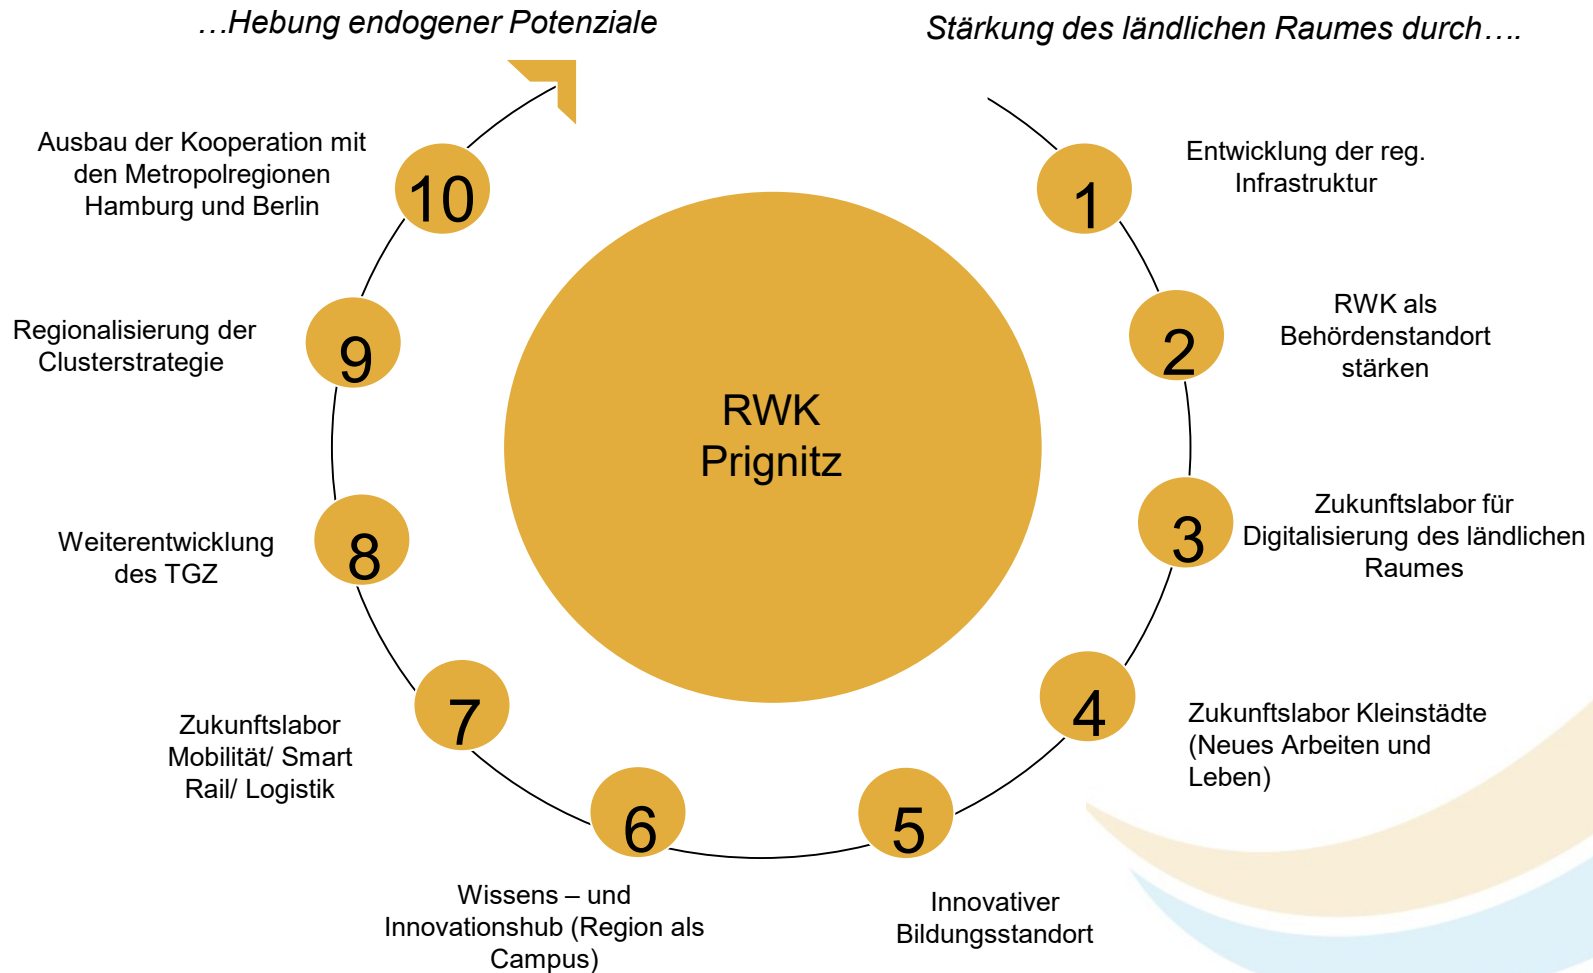 …Hebung endogener Potenziale
Stärkung des ländlichen Raumes durch….
1
Entwicklung der reg.
Infrastruktur
2
RWK als
Behördenstandort
stärken
3
Zukunftslabor für
Digitalisierung des ländlichen
Raumes
4
Zukunftslabor Kleinstädte
(Neues Arbeiten und
Leben)
5
Innovativer
Bildungsstandort
6
Wissens – und
Innovationshub (Region als
Campus)
7
Zukunftslabor
Mobilität/ Smart
Rail/ Logistik
8
Weiterentwicklung
des TGZ
9
Regionalisierung der
Clusterstrategie
10
Ausbau der Kooperation mit
den Metropolregionen
Hamburg und Berlin
RWK
Prignitz